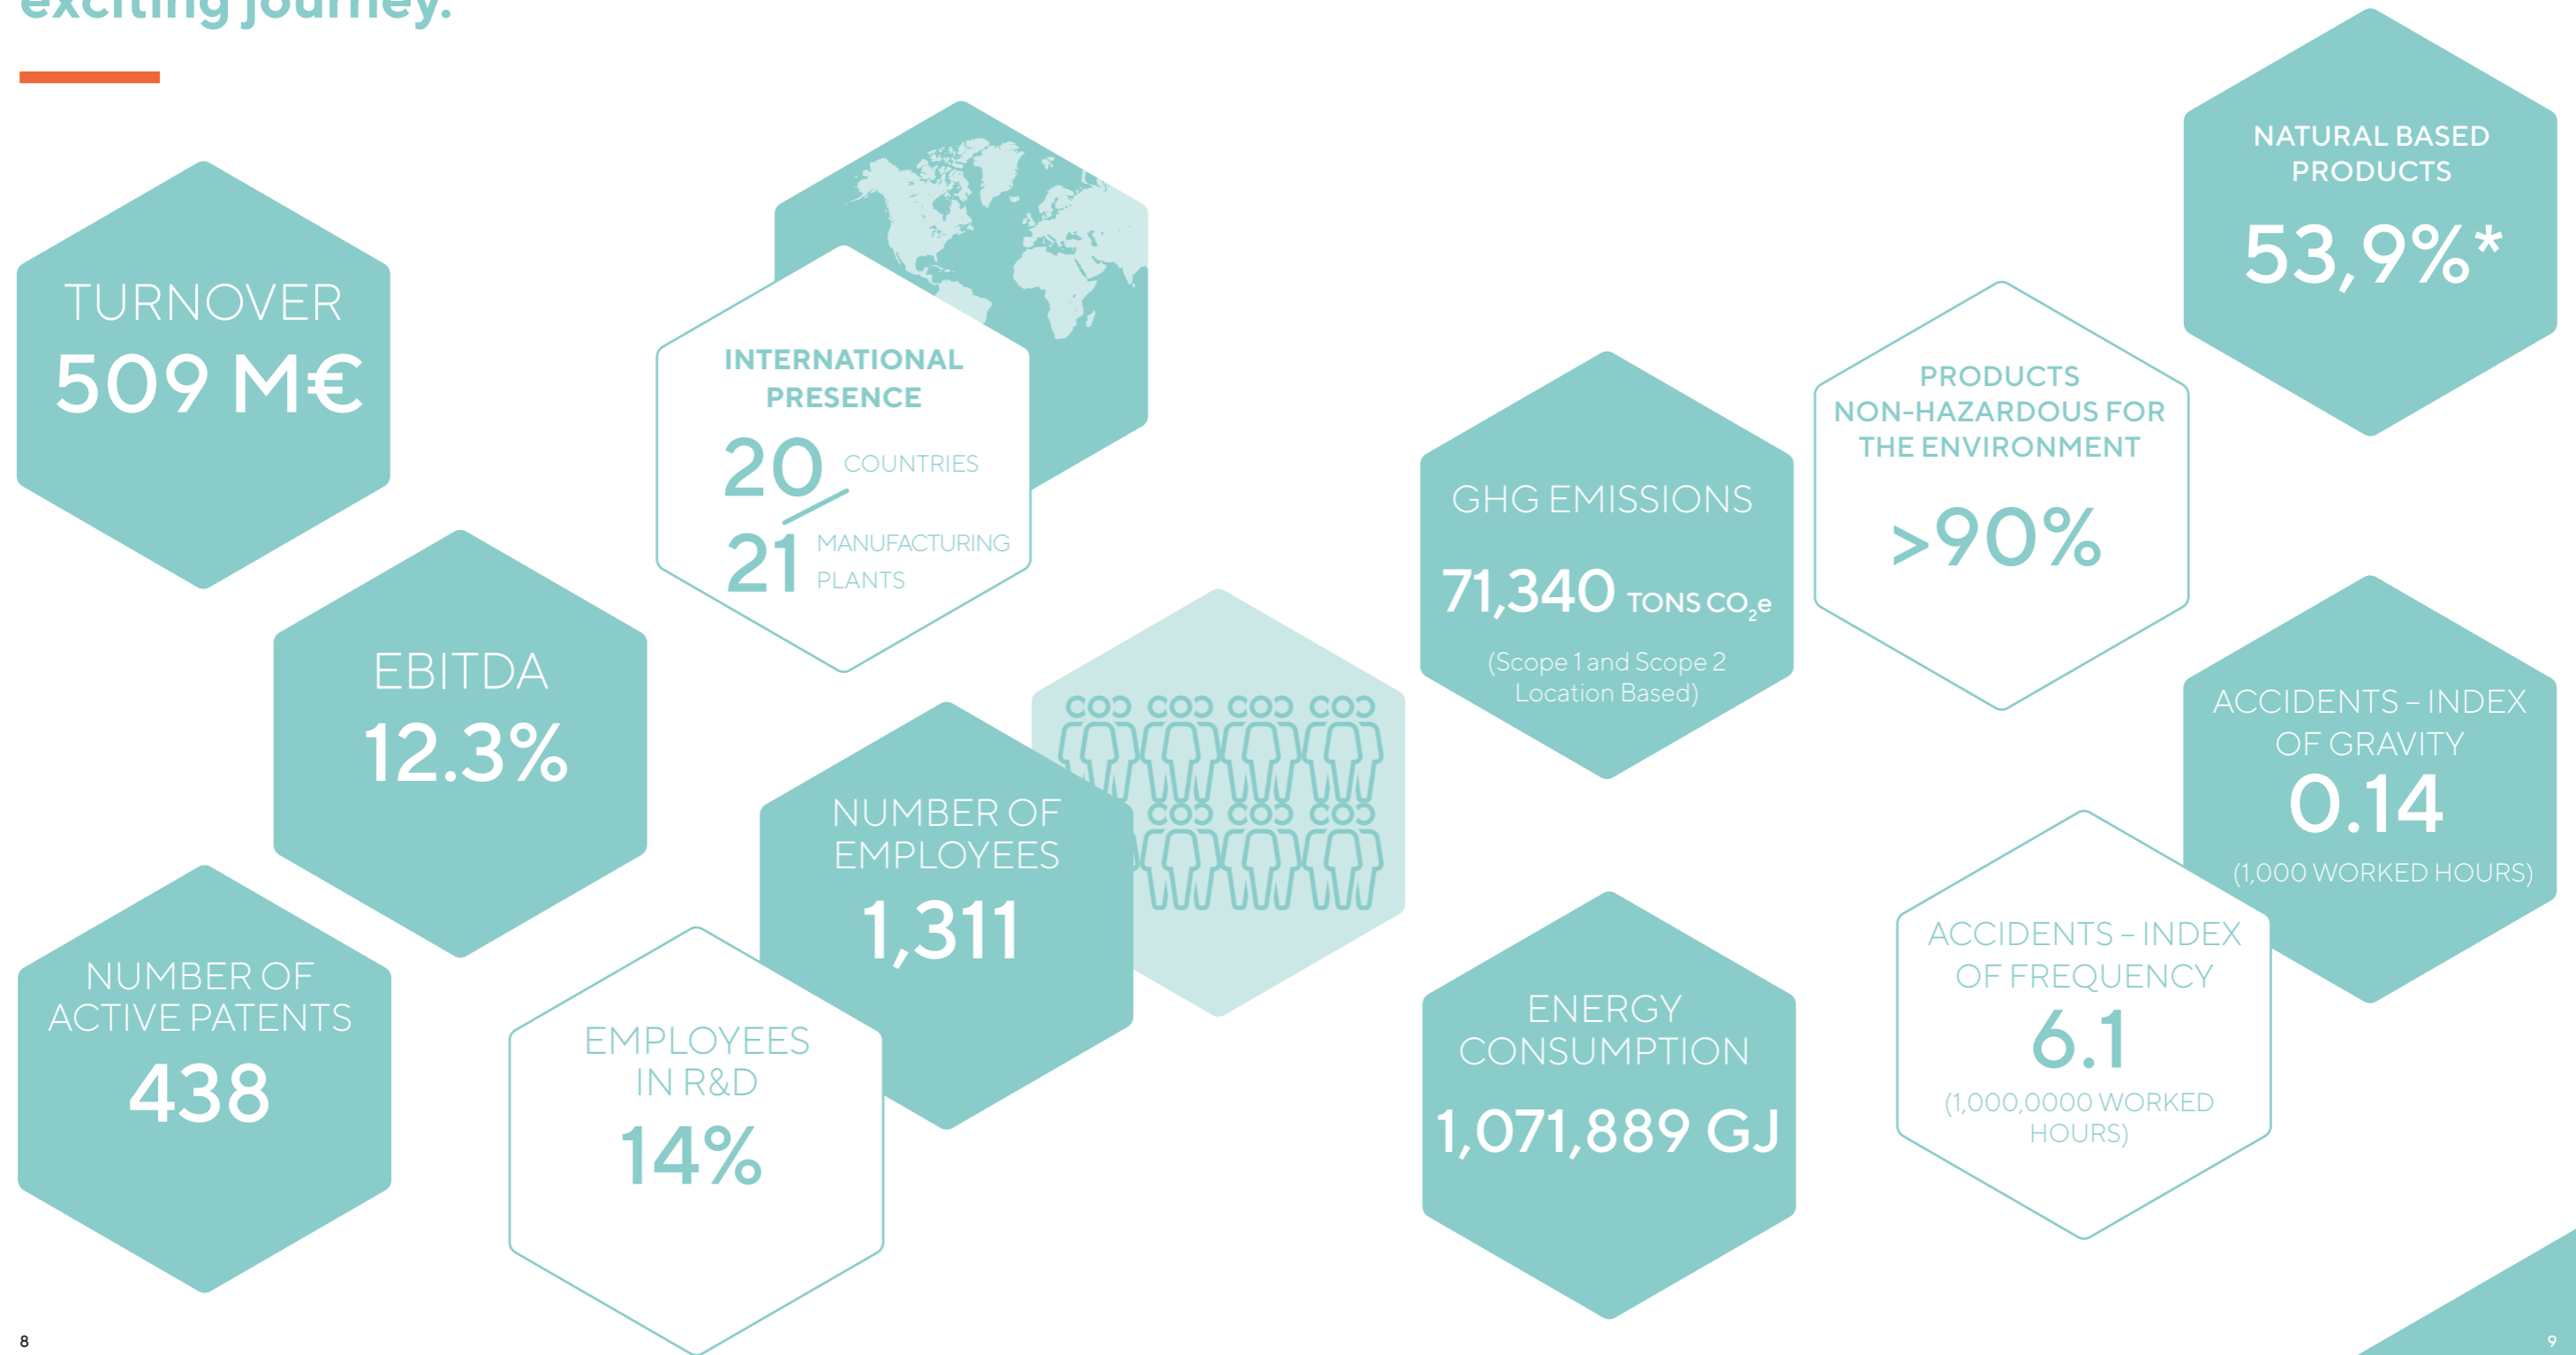 exciting journey.
TURNOVER
509 M€
EBITDA
12.3%
NUMBER OF
ACTIVE PATENTS
438
INTERNATIONAL
PRESENCE
20 COUNTRIES
21 MANUFACTURING
PLANTS
NUMBER OF
EMPLOYEES
1,311
EMPLOYEES
IN R&D
14%
GHG EMISSIONS
71,340 TONS CO₂e
(Scope 1 and Scope 2
Location Based)
ENERGY
CONSUMPTION
1,071,889 GJ
PRODUCTS
NON-HAZARDOUS FOR
THE ENVIRONMENT
>90%
NATURAL BASED
PRODUCTS
53,9%*
ACCIDENTS – INDEX
OF GRAVITY
0.14
(1,000 WORKED HOURS)
ACCIDENTS – INDEX
OF FREQUENCY
6.1
(1,000,0000 WORKED
HOURS)
8
9